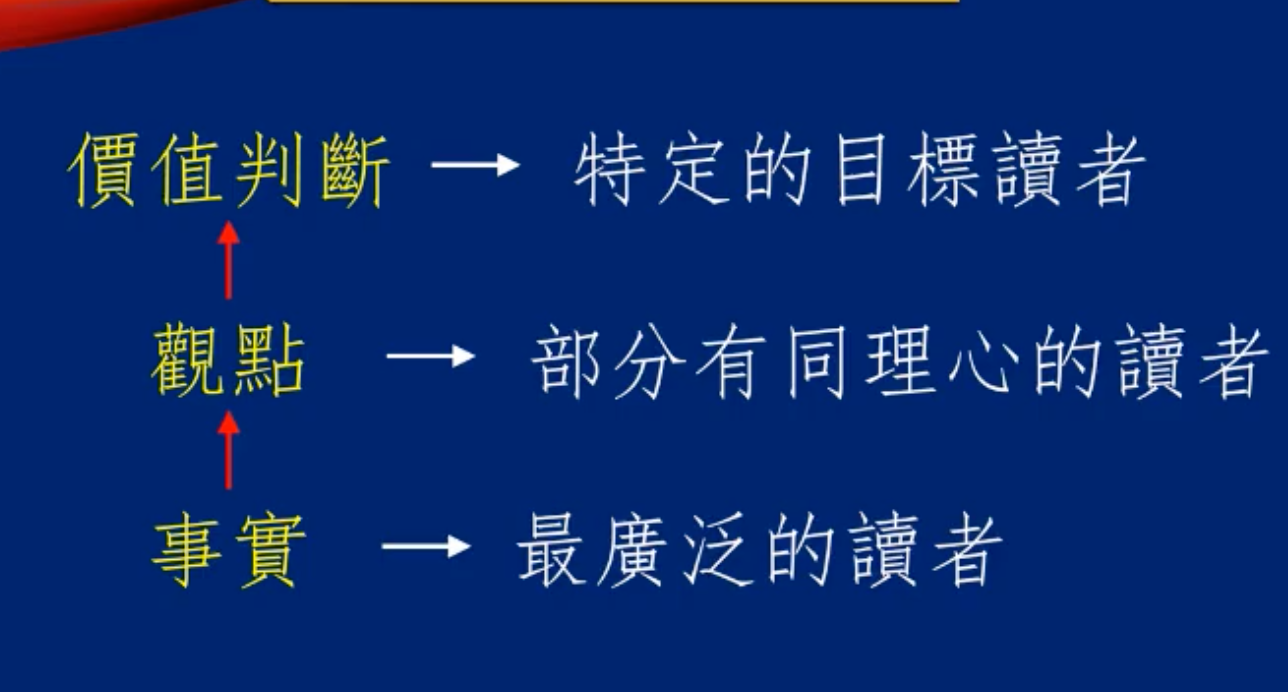 價值判斷 → 特定的目標讀者
觀點 → 部分有同理心的讀者
事實 → 最廣泛的讀者